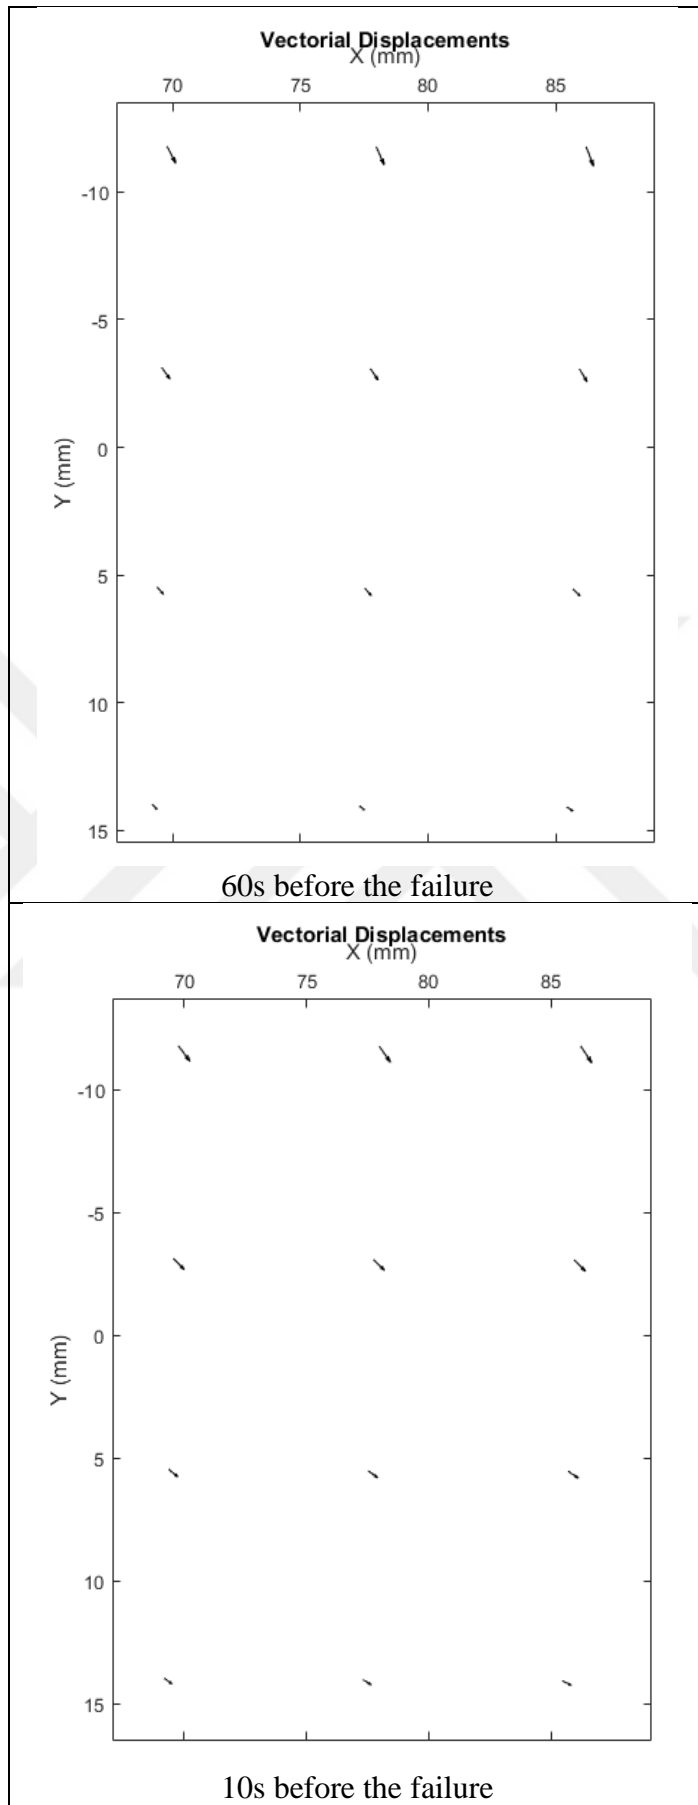 Vectorial Displacements
X (mm)
70 75 80 85
-10
-5
0
Y (mm)
5
10
15
60s before the failure
Vectorial Displacements
X (mm)
70 75 80 85
-10
-5
0
Y (mm)
5
10
15
10s before the failure